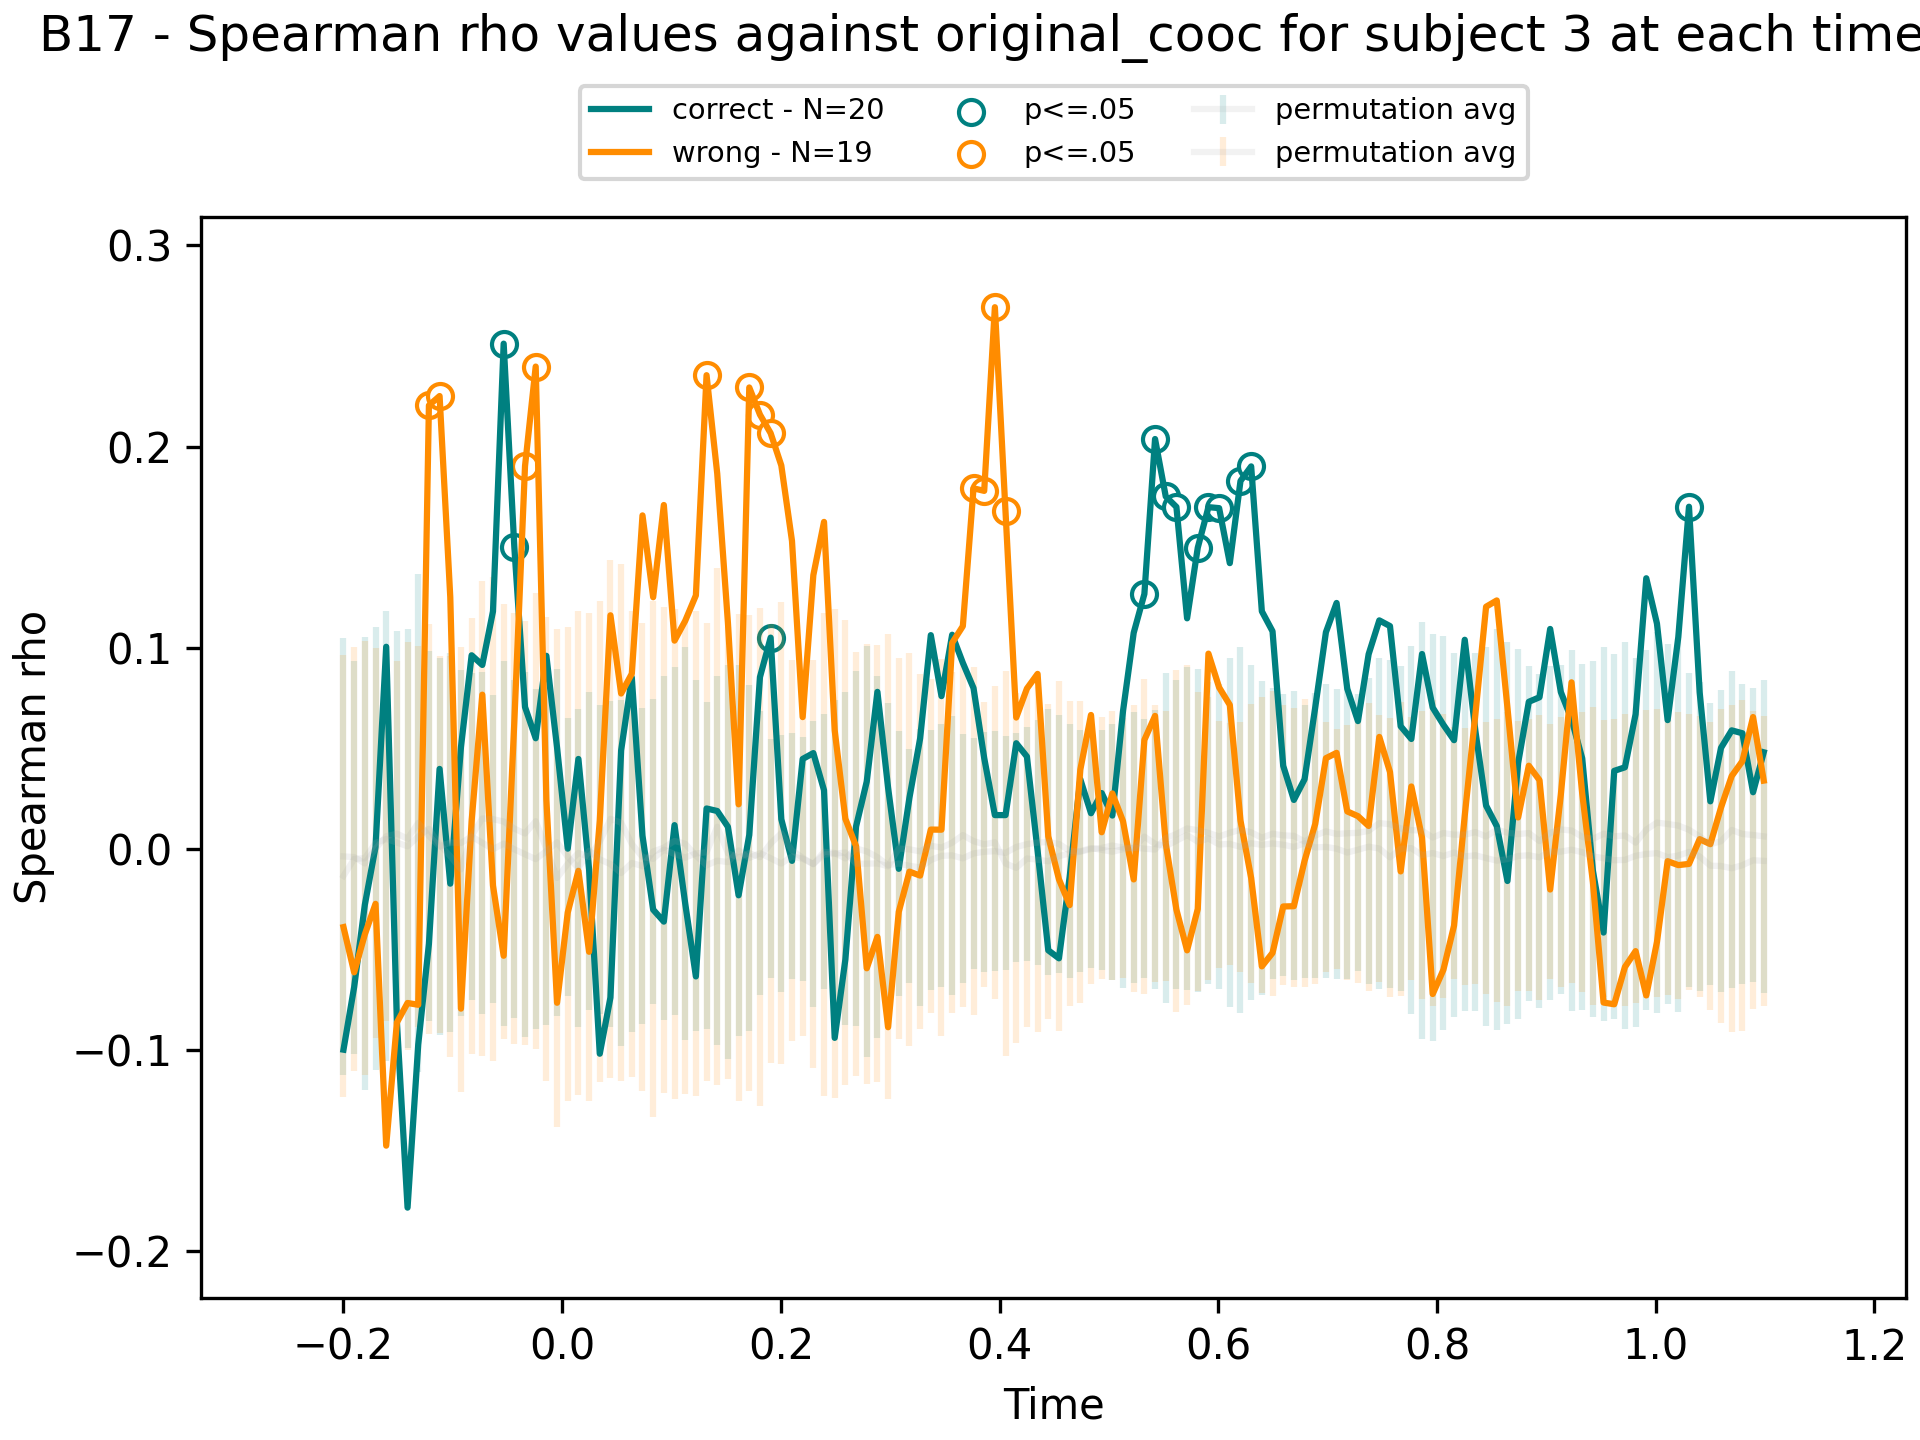 B17 - Spearman rho values against original_cooc for subject 3 at each time
correct - N=20
wrong - N=19
p<=.05
p<=.05
permutation avg
permutation avg
Spearman rho
0.3
0.2
0.1
0.0
−0.1
−0.2
−0.2
0.0
0.2
0.4
0.6
0.8
1.0
1.2
Time